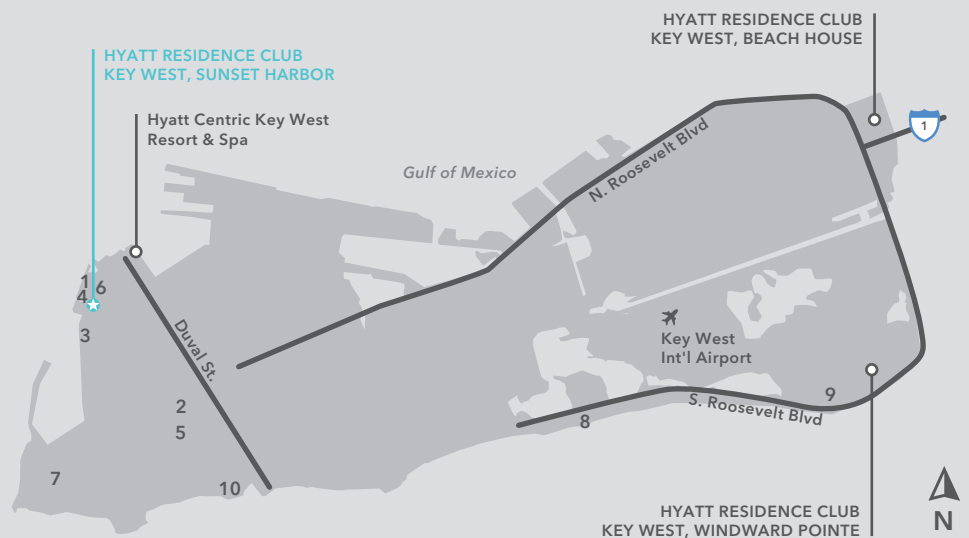 HYATT RESIDENCE CLUB
KEY WEST, BEACH HOUSE
HYATT RESIDENCE CLUB
KEY WEST, SUNSET HARBOR
Hyatt Centric Key West
Resort & Spa
1
Gulf of Mexico
N. Roosevelt Blvd
1
6
4
3
Duval St.
Key West
Int'l Airport
2
5
S. Roosevelt Blvd
9
8
7
10
HYATT RESIDENCE CLUB
KEY WEST, WINDWARD POINTE
N